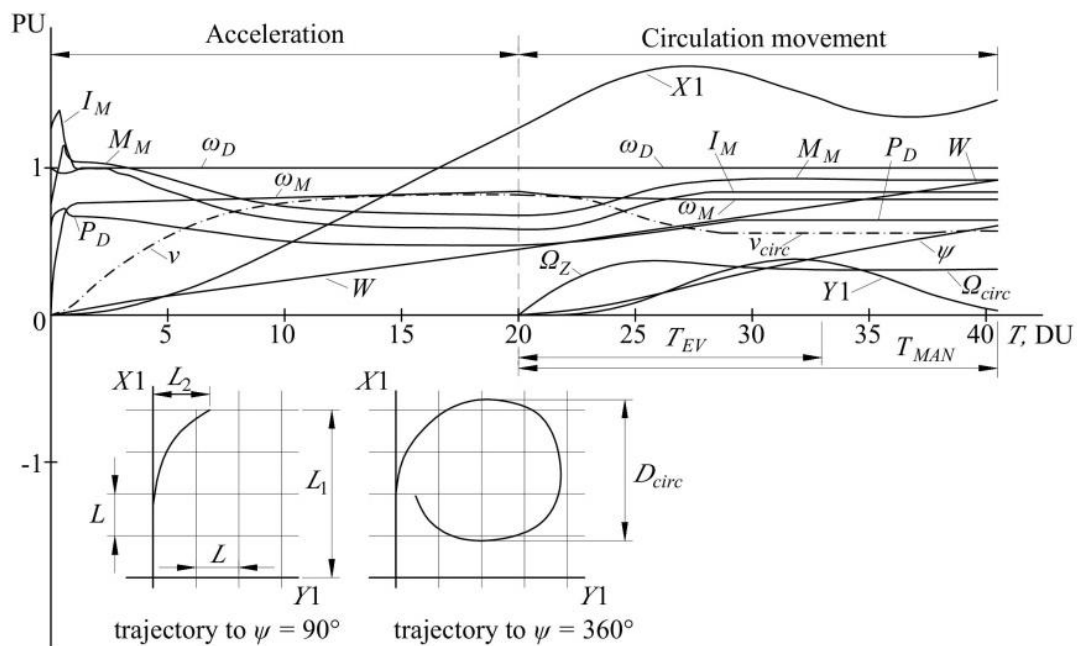 PU
Acceleration
Circulation movement
I_M
X1
M_M
ω_D
ω_D
I_M
M_M
P_D
W
1
ω_M
ω_M
P_D
v
v_circ
ψ
Ω_Z
W
Y1
Ω_circ
0
5
10
15
20
25
30
35
40
T, DU
T_EV
T_MAN
X1
L_2
X1
-1
L_1
D_circ
L
L
Y1
Y1
trajectory to ψ = 90°
trajectory to ψ = 360°